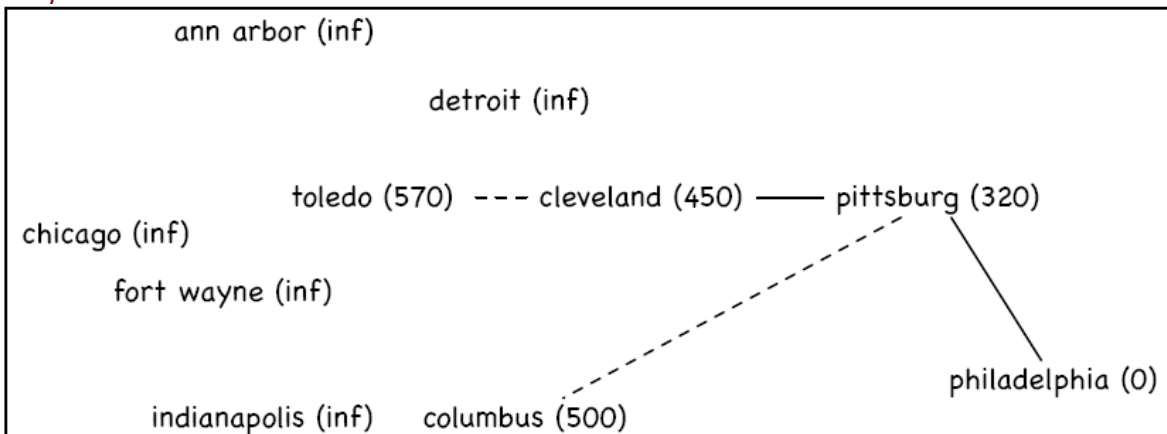 ann arbor (inf)
detroit (inf)
toledo (570) cleveland (450) pittsburg (320)
chicago (inf)
fort wayne (inf)
philadelphia (0)
indianapolis (inf) columbus (500)